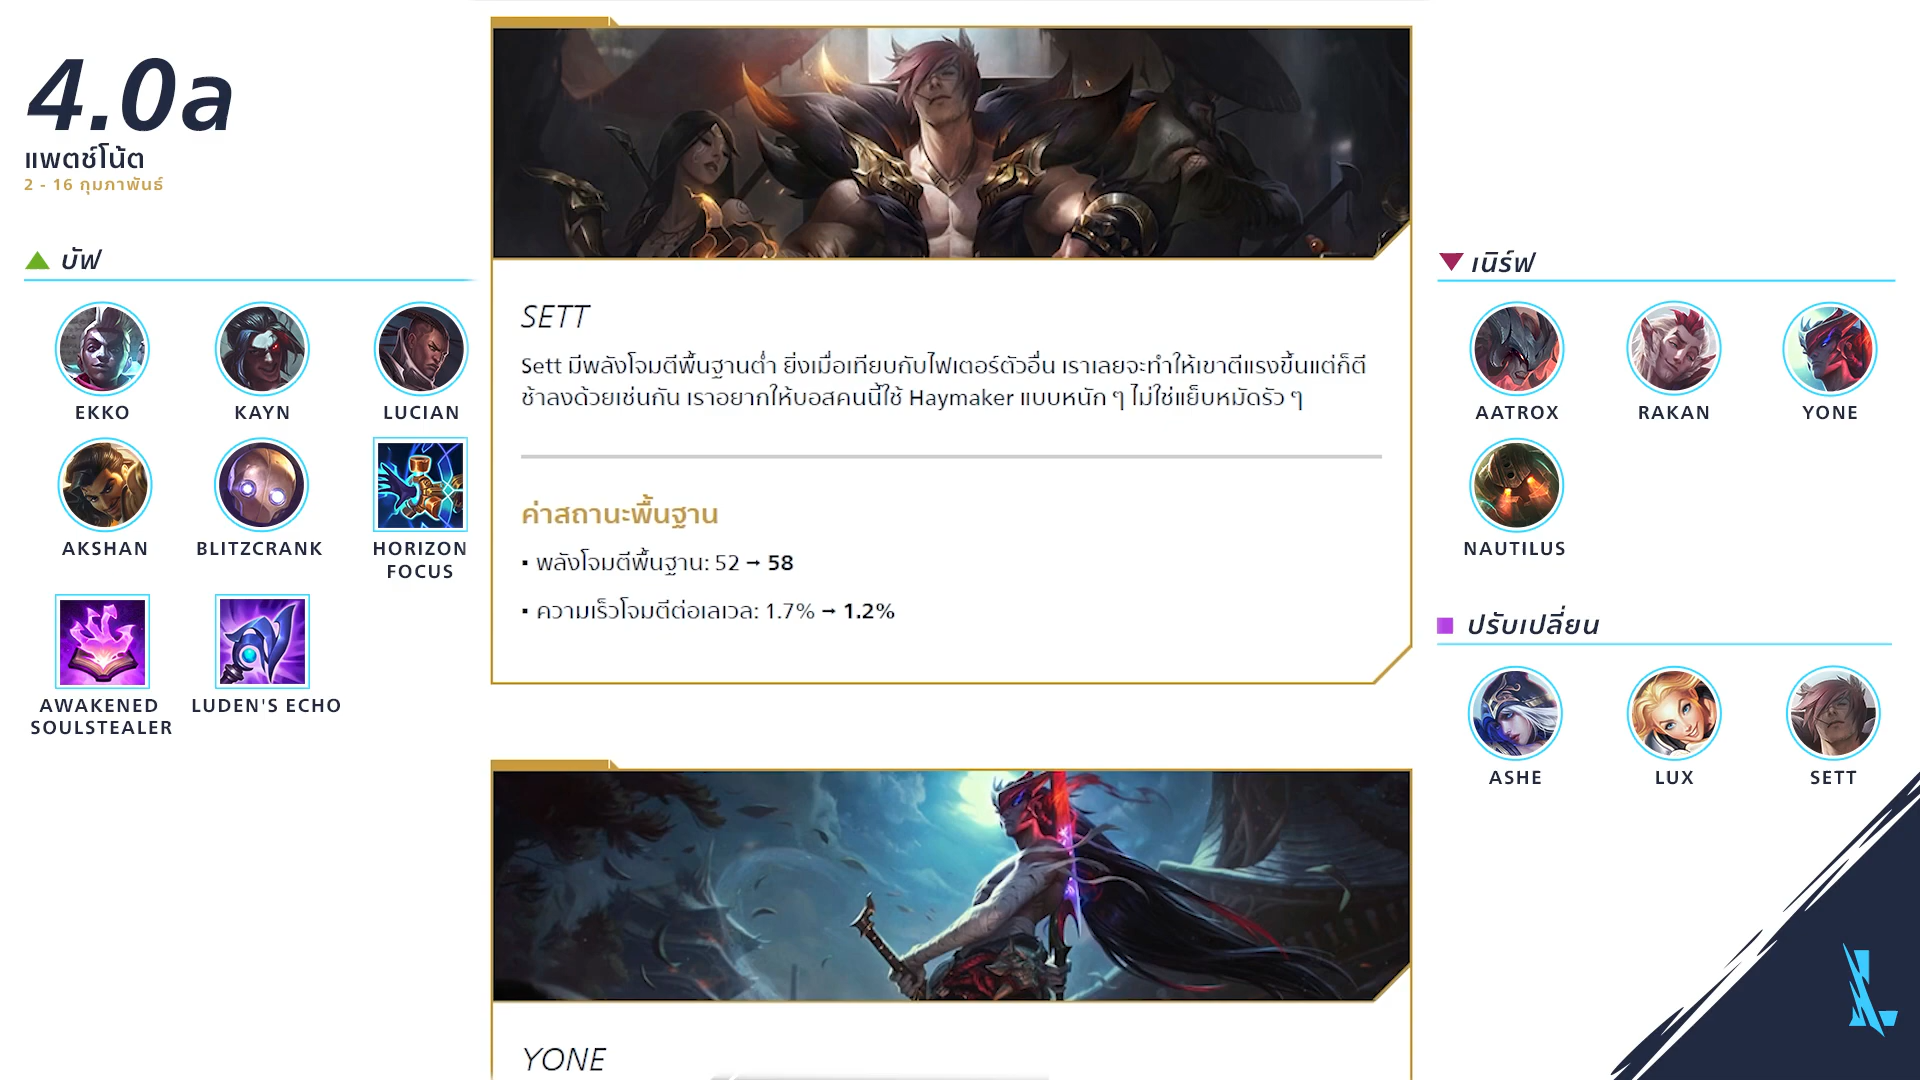 4.0a
แพตช์โน้ต
2 - 16 กุมภาพันธ์
บัฟ
EKKO
KAYN
LUCIAN
AKSHAN
BLITZCRANK
HORIZON
FOCUS
AWAKENED
SOULSTEALER
LUDEN'S ECHO
SETT
Sett มีพลังโจมตีพื้นฐานต่ำ ยิ่งเมื่อเทียบกับไฟเตอร์ตัวอื่น เราเลยจะทำให้เขาตีแรงขึ้นแต่ก็ตี
ช้าลงด้วยเช่นกัน เราอยากให้บอสคนนี้ใช้ Haymaker แบบหนัก ๆ ไม่ใช่แย็บหมัดรัว ๆ
ค่าสถานะพื้นฐาน
▪ พลังโจมตีพื้นฐาน: 52 → 58
▪ ความเร็วโจมตีต่อเลเวล: 1.7% → 1.2%
YONE
เนิร์ฟ
AATROX
RAKAN
YONE
NAUTILUS
ปรับเปลี่ยน
ASHE
LUX
SETT